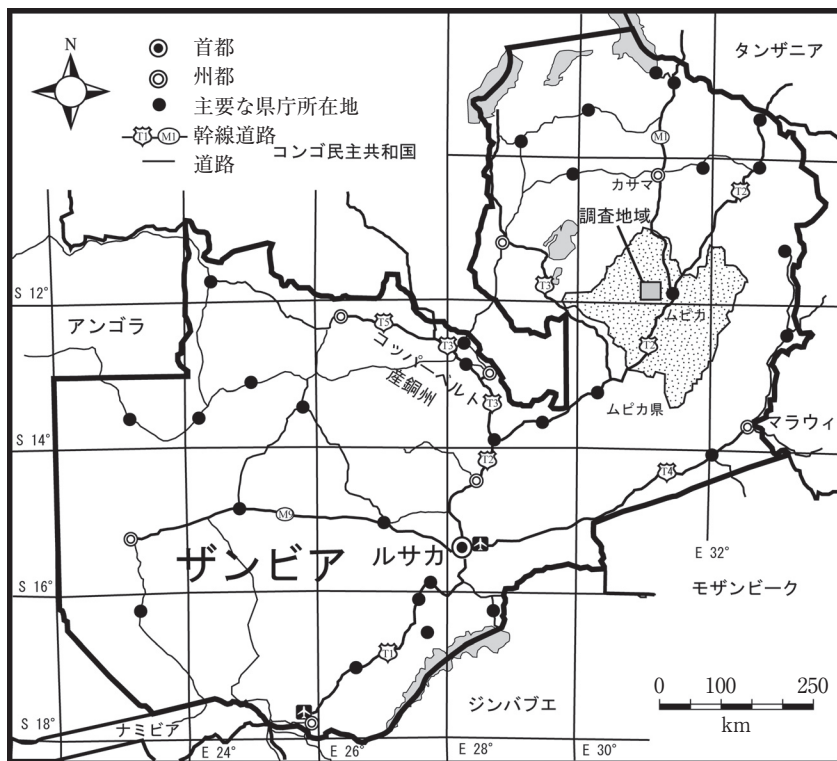 N
首都
州都
主要な県庁所在地
T1 M1 幹線道路
道路
コンゴ民主共和国
タンザニア
M1
カサマ
T2
調査地域
T3
S 12°
アンゴラ
T5
T3
ムピカ
T2
コッパーベルト
産銅州
T3
ムピカ県
マラウィ
S 14°
T2
T4
M9
ザンビア
ルサカ
E 32°
S 16°
モザンビーク
T1
ジンバブエ
0 100 250
km
S 18°
ナミビア
E 24°
E 26°
E 28°
E 30°